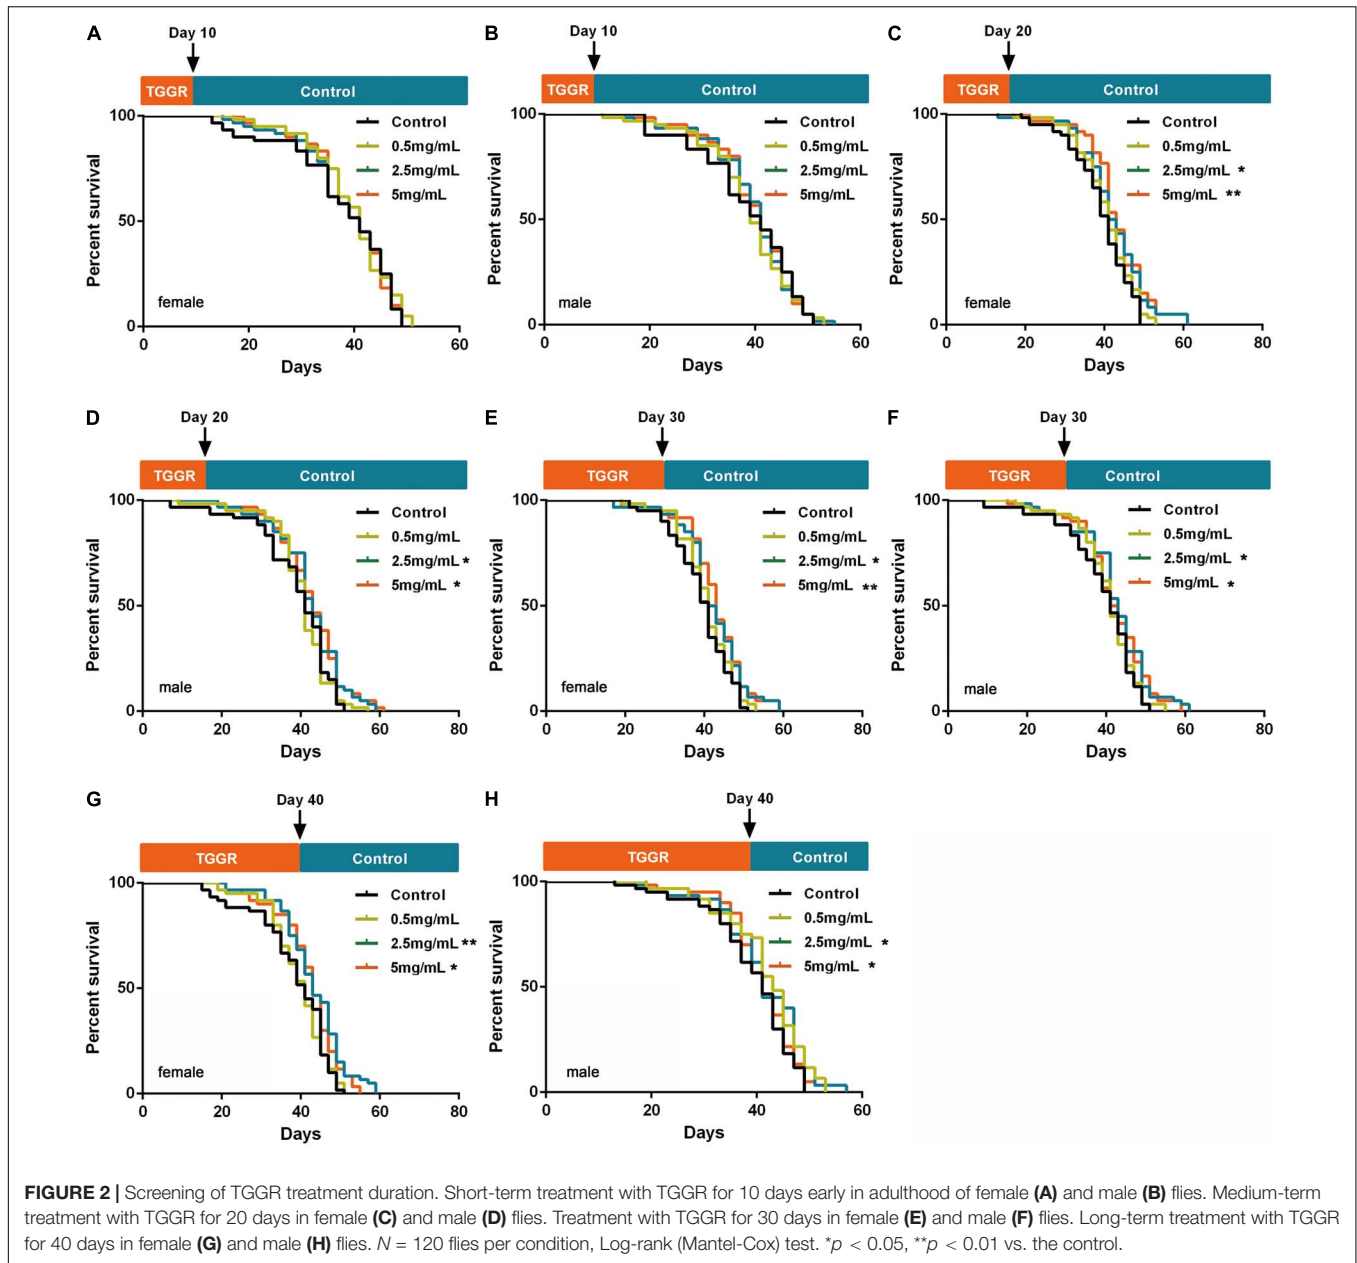 A
Day 10
TGGR Control
100
50
0
Percent survival
Control
0.5mg/mL
2.5mg/mL
5mg/mL
female
0 20 40 60
Days
B
Day 10
TGGR Control
100
50
0
Percent survival
Control
0.5mg/mL
2.5mg/mL
5mg/mL
male
0 20 40 60
Days
C
Day 20
TGGR Control
100
50
0
Percent survival
Control
0.5mg/mL
2.5mg/mL *
5mg/mL **
female
0 20 40 60 80
Days
D
Day 20
TGGR Control
100
50
0
Percent survival
Control
0.5mg/mL
2.5mg/mL *
5mg/mL *
male
0 20 40 60 80
Days
E
Day 30
TGGR Control
100
50
0
Percent survival
Control
0.5mg/mL
2.5mg/mL *
5mg/mL **
female
0 20 40 60 80
Days
F
Day 30
TGGR Control
100
50
0
Percent survival
Control
0.5mg/mL
2.5mg/mL *
5mg/mL *
male
0 20 40 60 80
Days
G
Day 40
TGGR Control
100
50
0
Percent survival
Control
0.5mg/mL
2.5mg/mL **
5mg/mL *
female
0 20 40 60 80
Days
H
Day 40
TGGR Control
100
50
0
Percent survival
Control
0.5mg/mL
2.5mg/mL *
5mg/mL *
male
0 20 40 60
Days
FIGURE 2 | Screening of TGGR treatment duration. Short-term treatment with TGGR for 10 days early in adulthood of female (A) and male (B) flies. Medium-term
treatment with TGGR for 20 days in female (C) and male (D) flies. Treatment with TGGR for 30 days in female (E) and male (F) flies. Long-term treatment with TGGR
for 40 days in female (G) and male (H) flies. N = 120 flies per condition, Log-rank (Mantel-Cox) test. *p < 0.05, **p < 0.01 vs. the control.